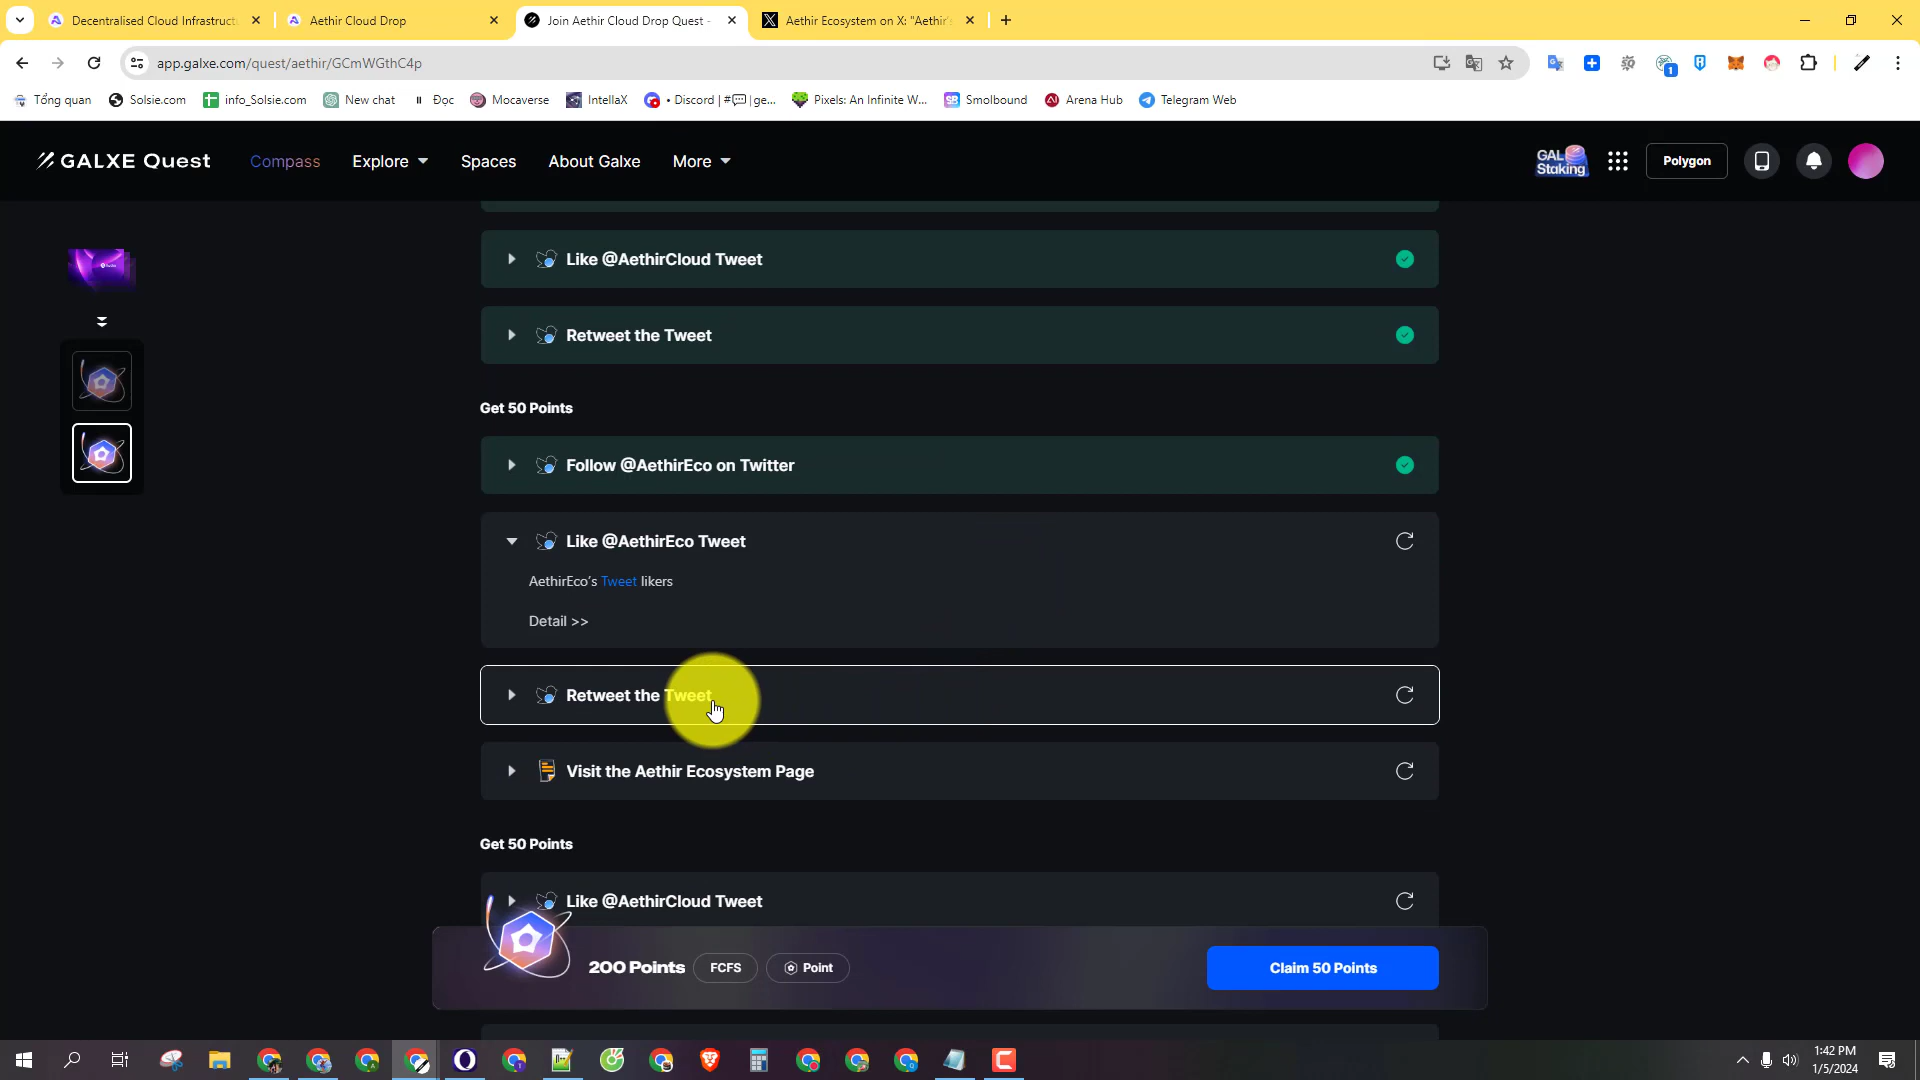 Decentralised Cloud Infrastruct
Aethir Cloud Drop
Join Aethir Cloud Drop Quest -
Aethir Ecosystem on X: "Aethir'
app.galxe.com/quest/aethir/GCmWGthC4p
1
Tổng quan
Solsie.com
info_Solsie.com
New chat
Đọc
Mocaverse
IntellaX
• Discord | #💬 | ge...
Pixels: An Infinite W...
Smolbound
Arena Hub
Telegram Web
GALXE Quest
Compass
Explore
Spaces
About Galxe
More
GAL Staking
Polygon
Like @AethirCloud Tweet
Retweet the Tweet
Get 50 Points
Follow @AethirEco on Twitter
Like @AethirEco Tweet
AethirEco's Tweet likers
Detail >>
Retweet the Tweet
Visit the Aethir Ecosystem Page
Get 50 Points
Like @AethirCloud Tweet
200 Points
FCFS
Point
Claim 50 Points
1:42 PM
1/5/2024